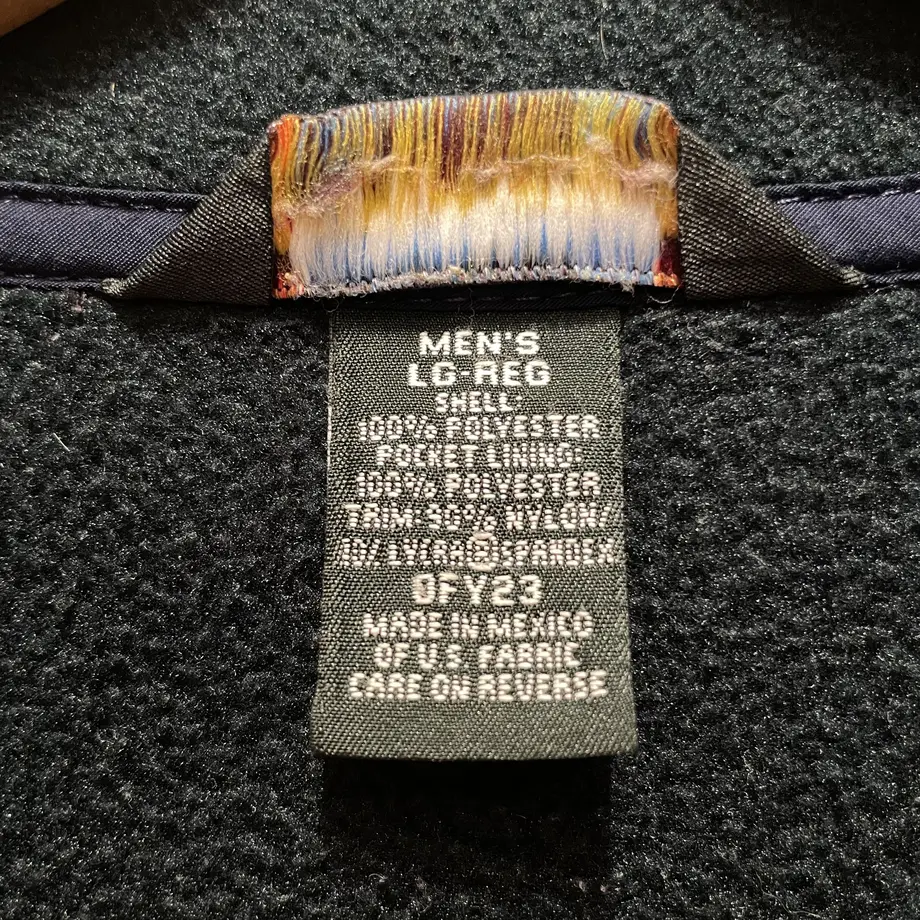 MEN'S
LG-REG
SHELL:
100% POLYESTER
POCKET LINING:
100% POLYESTER
TRIM 90% NYLON/
10% LYCRA® SPANDEX
0FY23
MADE IN MEXICO
OF U.S. FABRIC
CARE ON REVERSE